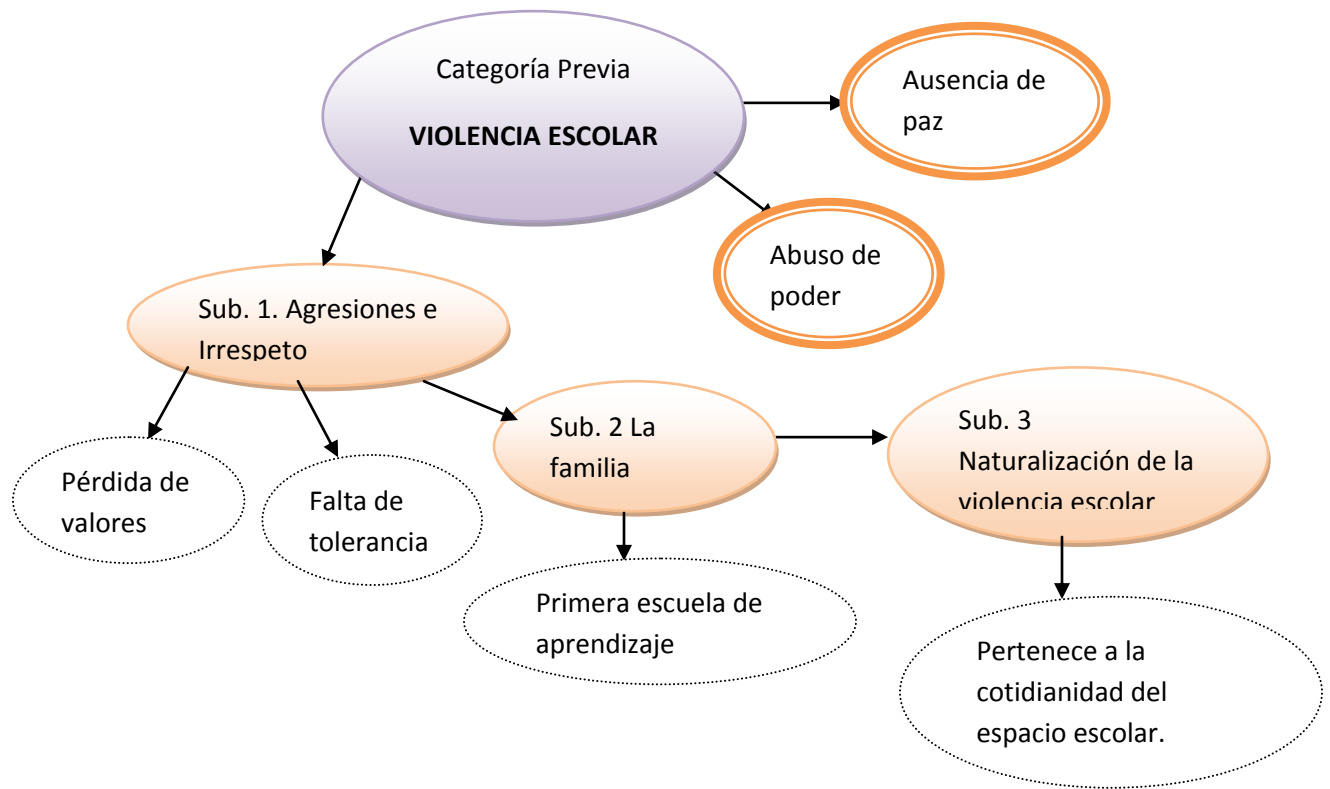 Categoría Previa
VIOLENCIA ESCOLAR
Ausencia de
paz
Abuso de
poder
Sub. 1. Agresiones e
Irrespeto
Sub. 2 La
familia
Sub. 3
Naturalización de la
violencia escolar
Pérdida de
valores
Falta de
tolerancia
Primera escuela de
aprendizaje
Pertenece a la
cotidianidad del
espacio escolar.